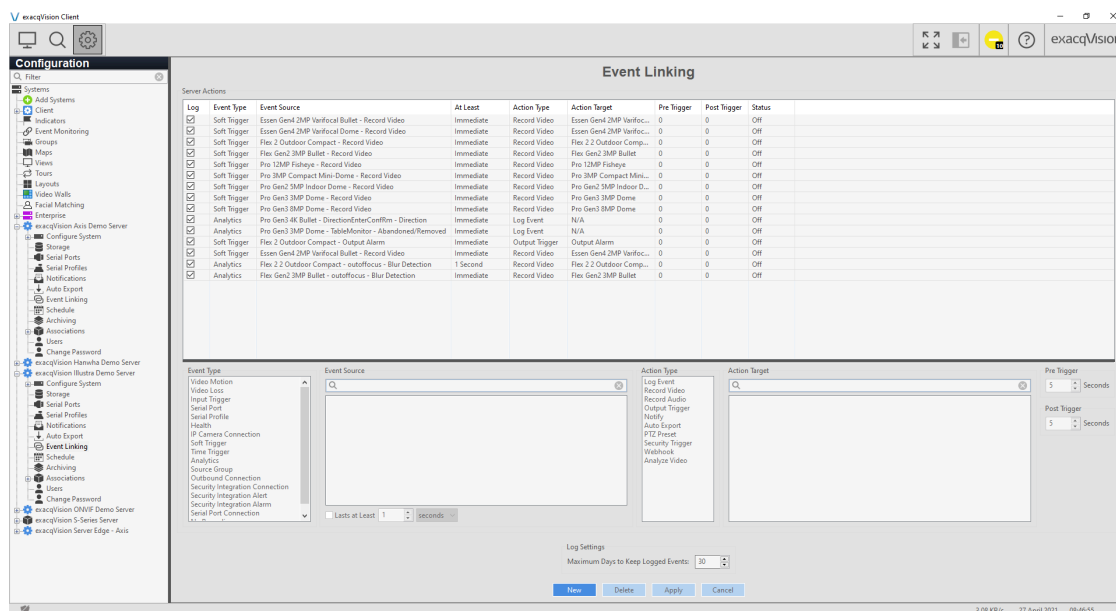 exacqVision Client
10
exacqVision
Configuration
Filter
Systems
Add Systems
Client
Indicators
Event Monitoring
Groups
Maps
Views
Tours
Layouts
Video Walls
Facial Matching
Enterprise
exacqVision Axis Demo Server
Configure System
Storage
Serial Ports
Serial Profiles
Notifications
Auto Export
Event Linking
Schedule
Archiving
Associations
Users
Change Password
exacqVision Hanwha Demo Server
exacqVision Illustra Demo Server
Configure System
Storage
Serial Ports
Serial Profiles
Notifications
Auto Export
Event Linking
Schedule
Archiving
Associations
Users
Change Password
exacqVision ONVIF Demo Server
exacqVision S-Series Server
exacqVision Server Edge - Axis
Event Linking
Server Actions
Log Event Type Event Source At Least Action Type Action Target Pre Trigger Post Trigger Status
Soft Trigger Essen Gen4 2MP Varifocal Bullet - Record Video Immediate Record Video Essen Gen4 2MP Varifoc... 0 0 Off
Soft Trigger Essen Gen4 2MP Varifocal Dome - Record Video Immediate Record Video Essen Gen4 2MP Varifoc... 0 0 Off
Soft Trigger Flex 2 Outdoor Compact - Record Video Immediate Record Video Flex 2 2 Outdoor Compact 0 0 Off
Soft Trigger Flex Gen2 3MP Bullet - Record Video Immediate Record Video Flex Gen2 3MP Bullet 0 0 Off
Soft Trigger Pro 12MP Fisheye - Record Video Immediate Record Video Pro 12MP Fisheye 0 0 Off
Soft Trigger Pro 3MP Compact Mini-Dome - Record Video Immediate Record Video Pro 3MP Compact Mini... 0 0 Off
Soft Trigger Pro Gen2 5MP Indoor Dome - Record Video Immediate Record Video Pro Gen2 5MP Indoor D... 0 0 Off
Soft Trigger Pro Gen3 3MP Dome - Record Video Immediate Record Video Pro Gen3 3MP Dome 0 0 Off
Soft Trigger Pro Gen3 8MP Dome - Record Video Immediate Record Video Pro Gen3 8MP Dome 0 0 Off
Analytics Pro Gen3 4K Bullet - DirectionEnterConfRm - Direction Immediate Log Event N/A 0 0 Off
Analytics Pro Gen3 3MP Dome - TableMonitor - Abandoned/Removed Immediate Log Event N/A 0 0 Off
Soft Trigger Flex 2 Outdoor Compact - Output Alarm Immediate Output Trigger Output Alarm 0 0 Off
Soft Trigger Essen Gen4 2MP Varifocal Bullet - Record Video Immediate Record Video Essen Gen4 2MP Varifoc... 0 0 Off
Analytics Flex 2 2 Outdoor Compact - outoffocus - Blur Detection 1 Second Record Video Flex 2 2 Outdoor Comp... 0 0 Off
Analytics Flex Gen2 3MP Bullet - outoffocus - Blur Detection Immediate Record Video Flex Gen2 3MP Bullet 0 0 Off
Event Type
Video Motion
Video Loss
Input Trigger
Serial Port
Serial Profile
Health
IP Camera Connection
Soft Trigger
Time Trigger
Analytics
Source Group
Outbound Connection
Security Integration Connection
Security Integration Alert
Security Integration Alarm
Serial Port Connection
Event Source
Lasts at Least 1 seconds
Action Type
Log Event
Record Video
Record Audio
Output Trigger
Notify
Auto Export
PTZ Preset
Security Trigger
Webhook
Analyze Video
Action Target
Pre Trigger
5 Seconds
Post Trigger
5 Seconds
Log Settings
Maximum Days to Keep Logged Events: 30
New Delete Apply Cancel
3.08 KB/s 27 April 2021 08:46:55